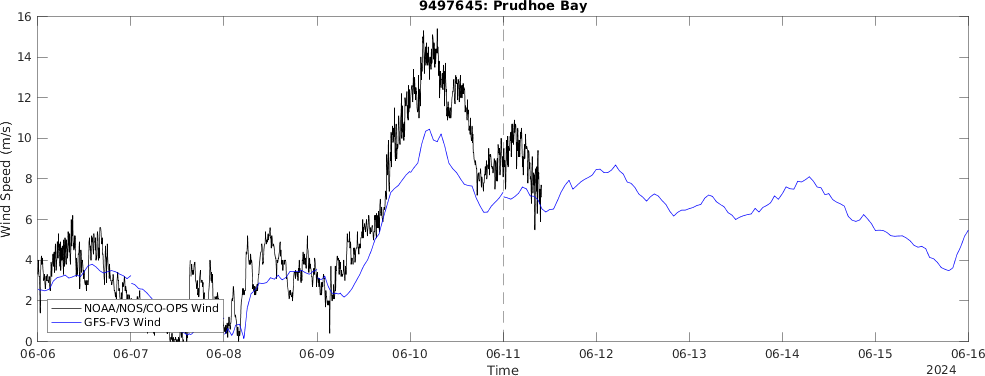 9497645: Prudhoe Bay
Wind Speed (m/s)
16
14
12
10
8
6
4
2
0
NOAA/NOS/CO-OPS Wind
GFS-FV3 Wind
06-06 06-07 06-08 06-09 06-10 06-11 06-12 06-13 06-14 06-15 06-16
Time
2024